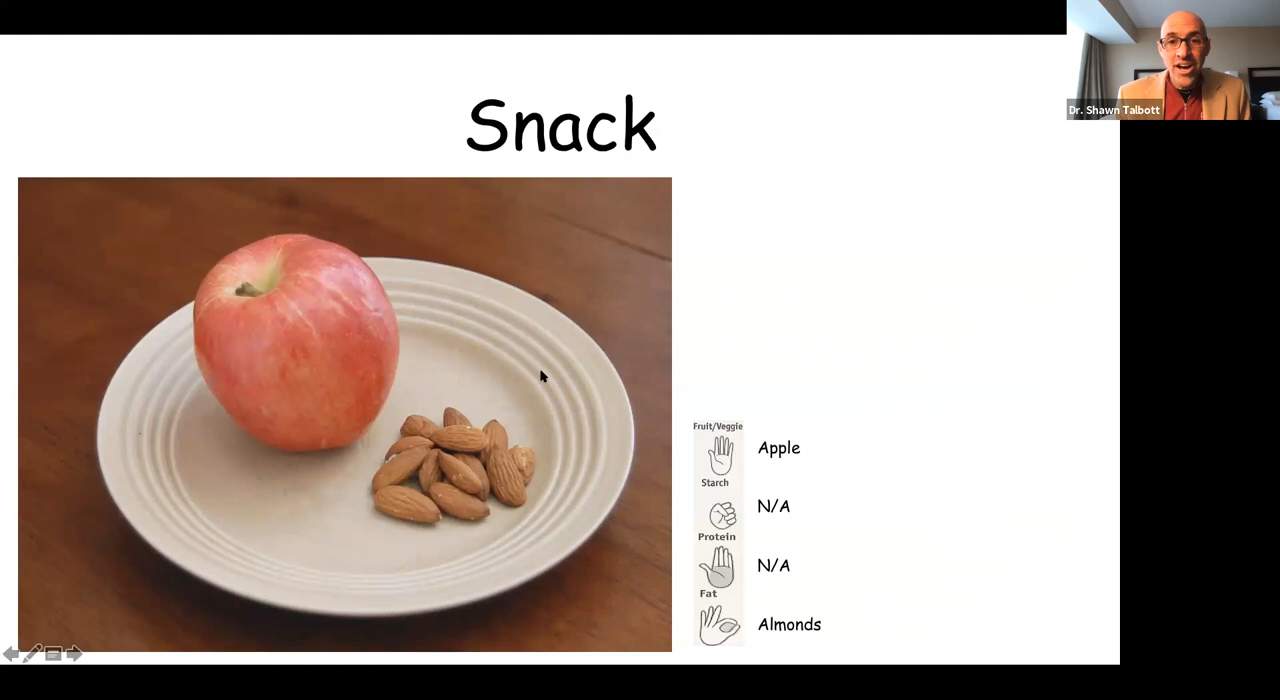 Dr. Shawn Talbott
Snack
Fruit/Veggie
Apple
Starch
N/A
Protein
N/A
Fat
Almonds